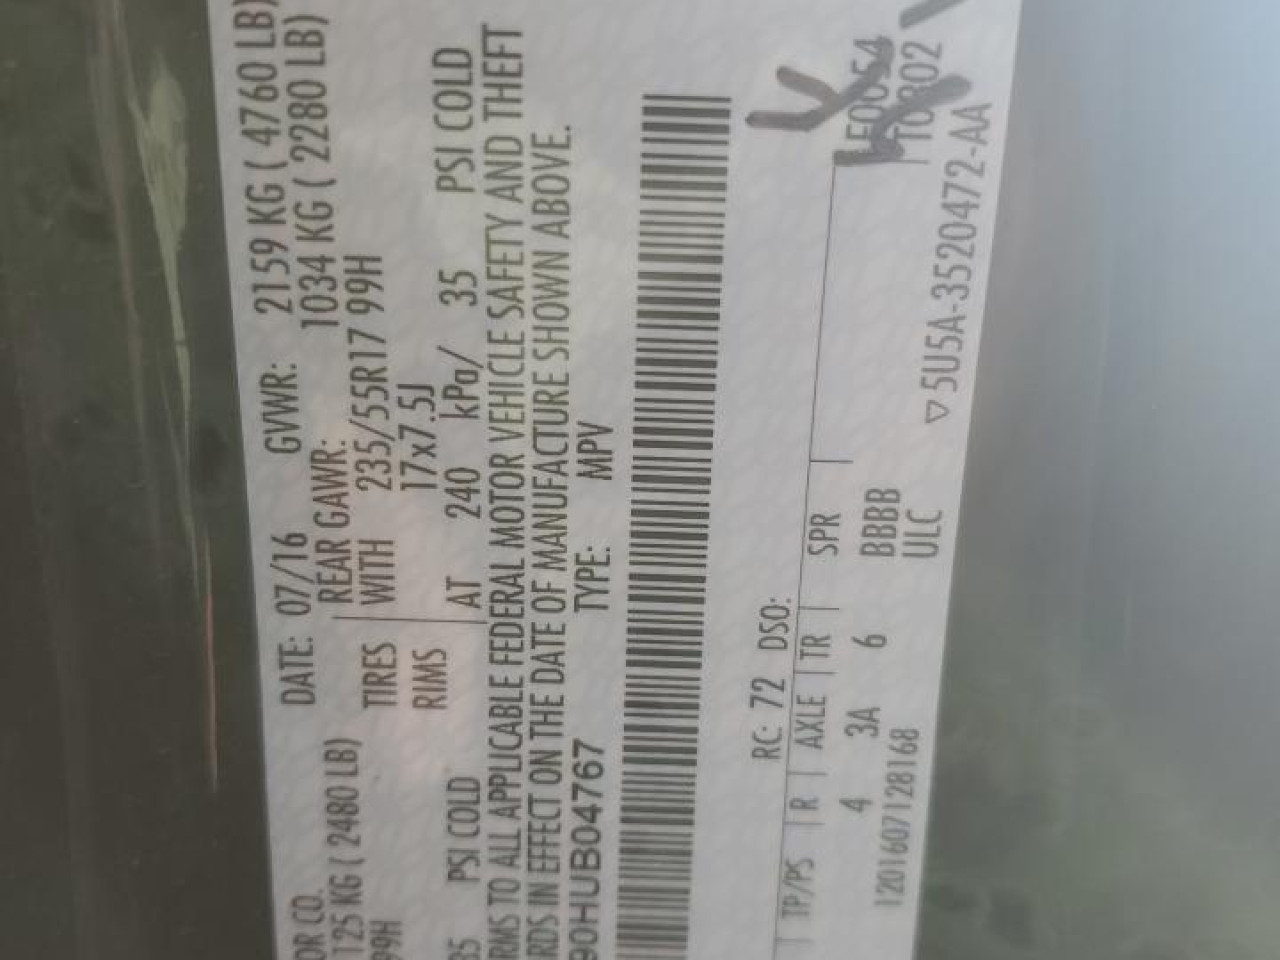 OR CO. DATE: 07/16 GVWR: 2159 KG ( 4760 LB)
125 KG ( 2480 LB) REAR GAWR: 1034 KG ( 2280 LB)
99H TIRES WITH 235/55R17 99H
RIMS 17x7.5J
35 PSI COLD AT 240 kPa/ 35 PSI COLD
RMS TO ALL APPLICABLE FEDERAL MOTOR VEHICLE SAFETY AND THEFT
RDS IN EFFECT ON THE DATE OF MANUFACTURE SHOWN ABOVE.
90HUB04767 TYPE: MPV
RC: 72 DSO:
TP/PS R AXLE TR SPR
4 3A 6 BBBB
1201607128168 ULC
▽5U5A-3520472-AA